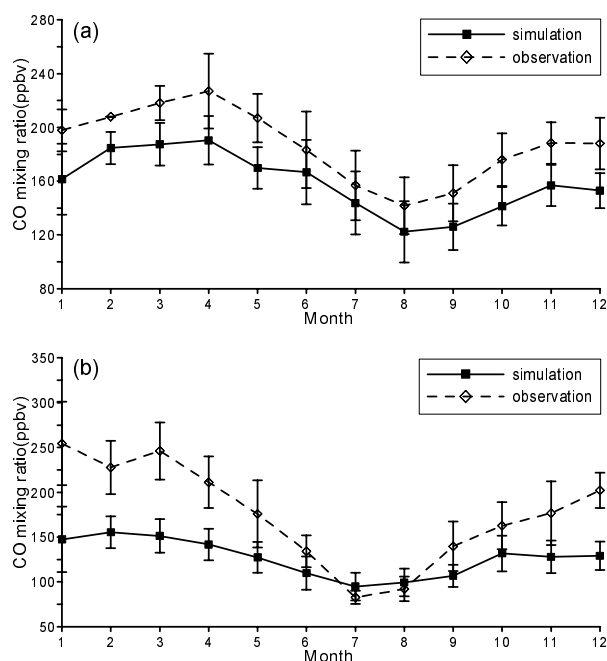 (a)
simulation
observation
CO mixing ratio(ppbv)
280
240
200
160
120
80
1 2 3 4 5 6 7 8 9 10 11 12
Month
(b)
simulation
observation
CO mixing ratio(ppbv)
350
300
250
200
150
100
50
1 2 3 4 5 6 7 8 9 10 11 12
Month